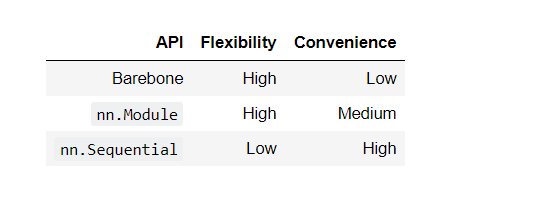 API Flexibility Convenience
Barebone High Low
nn.Module High Medium
nn.Sequential Low High